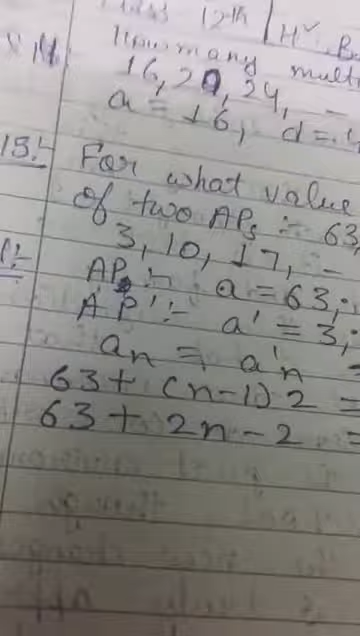 12th
How many multi
16, 20, 24, -
a = 16, d =
15:- For what value
of two APs :- 63,
3, 10, 17, -
AP :- a = 63,
AP' :- a' = 3,
an = a'n =
63 + (n-1) 2 =
63 + 2n - 2 =